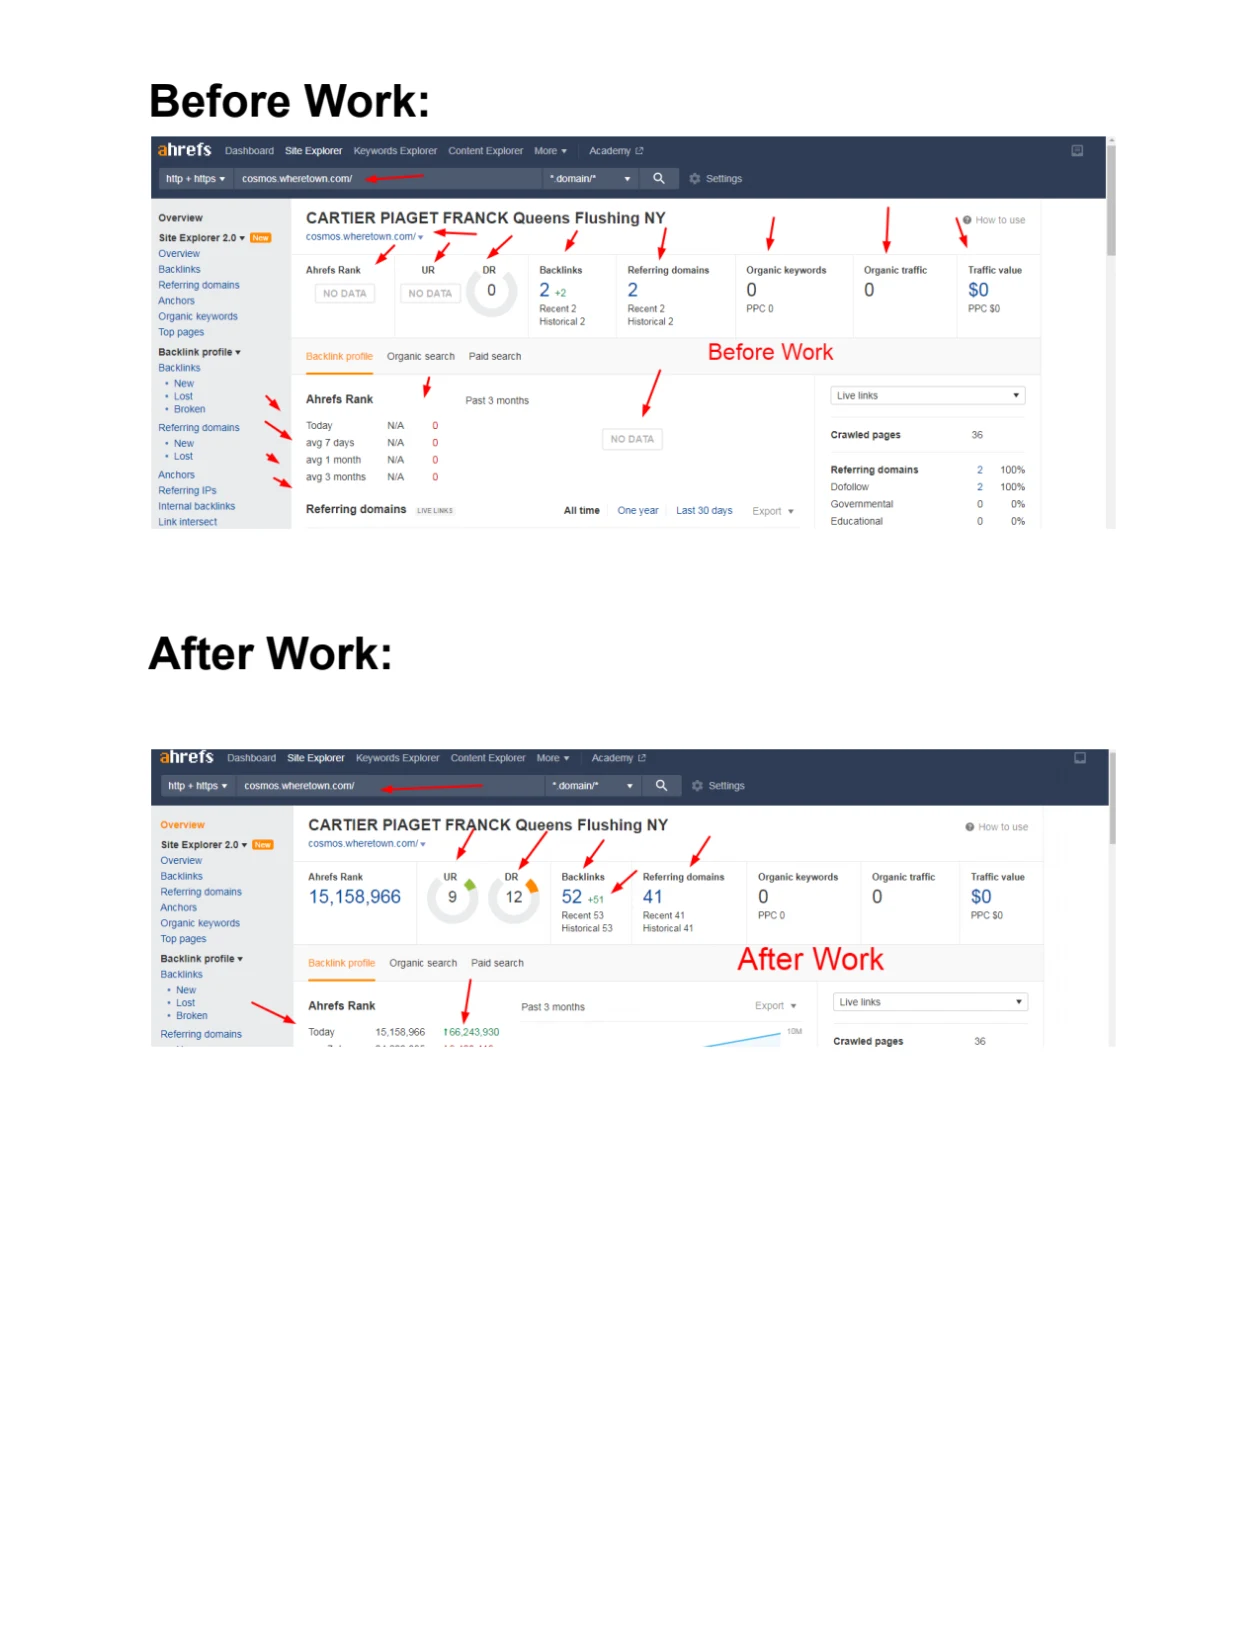 Before Work:
ahrefs Dashboard Site Explorer Keywords Explorer Content Explorer More Academy
http + https cosmos.wheretown.com/ *.domain/* Settings
Overview
Site Explorer 2.0 New
Overview
Backlinks
Referring domains
Anchors
Organic keywords
Top pages
Backlink profile
Backlinks
• New
• Lost
• Broken
Referring domains
• New
• Lost
Anchors
Referring IPs
Internal backlinks
Link intersect
CARTIER PIAGET FRANCK Queens Flushing NY
How to use
cosmos.wheretown.com/
Ahrefs Rank UR DR Backlinks Referring domains Organic keywords Organic traffic Traffic value
NO DATA NO DATA 0 2 +2 2 0 0 $0
Recent 2 Recent 2 PPC 0 PPC $0
Historical 2 Historical 2
Backlink profile Organic search Paid search
Before Work
Ahrefs Rank Past 3 months
Today N/A 0
avg 7 days N/A 0
avg 1 month N/A 0
avg 3 months N/A 0
NO DATA
Referring domains LIVE LINKS All time One year Last 30 days Export
Live links
Crawled pages 36
Referring domains 2 100%
Dofollow 2 100%
Governmental 0 0%
Educational 0 0%
After Work:
ahrefs Dashboard Site Explorer Keywords Explorer Content Explorer More Academy
http + https cosmos.wheretown.com/ *.domain/* Settings
Overview
Site Explorer 2.0 New
Overview
Backlinks
Referring domains
Anchors
Organic keywords
Top pages
Backlink profile
Backlinks
• New
• Lost
• Broken
Referring domains
CARTIER PIAGET FRANCK Queens Flushing NY
How to use
cosmos.wheretown.com/
Ahrefs Rank UR DR Backlinks Referring domains Organic keywords Organic traffic Traffic value
15,158,966 9 12 52 +51 41 0 0 $0
Recent 53 Recent 41 PPC 0 PPC $0
Historical 53 Historical 41
Backlink profile Organic search Paid search
After Work
Ahrefs Rank Past 3 months Export
Today 15,158,966 ↑66,243,930
10M
Live links
Crawled pages 36